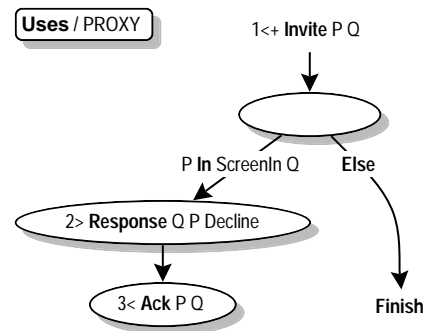 Uses / PROXY
1<+ Invite P Q
P In ScreenIn Q
Else
2> Response Q P Decline
3< Ack P Q
Finish